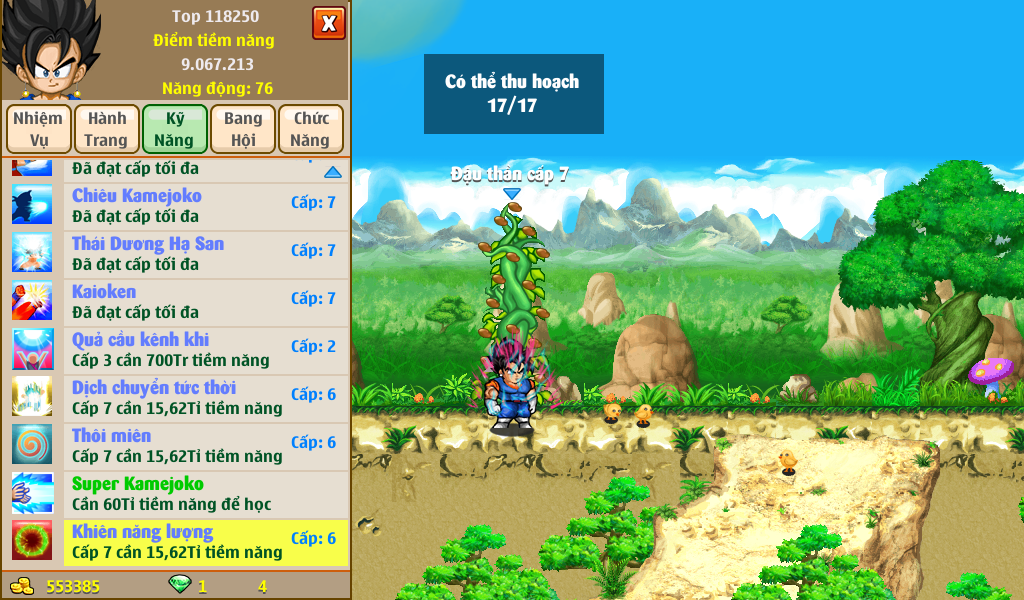 Top 118250
Điểm tiềm năng
9.067.213
Năng động: 76
X
Nhiệm Vụ
Hành Trang
Kỹ Năng
Bang Hội
Chức Năng
Đã đạt cấp tối đa
Chiêu Kamejoko
Cấp: 7
Đã đạt cấp tối đa
Thái Dương Hạ San
Cấp: 7
Đã đạt cấp tối đa
Kaioken
Cấp: 7
Đã đạt cấp tối đa
Quả cầu kênh khi
Cấp: 2
Cấp 3 cần 700Tr tiềm năng
Dịch chuyển tức thời
Cấp: 6
Cấp 7 cần 15,62Tỉ tiềm năng
Thôi miên
Cấp: 6
Cấp 7 cần 15,62Tỉ tiềm năng
Super Kamejoko
Cần 60Tỉ tiềm năng để học
Khiên năng lượng
Cấp: 6
Cấp 7 cần 15,62Tỉ tiềm năng
553385
1
4
Có thể thu hoạch
17/17
Đậu thần cấp 7